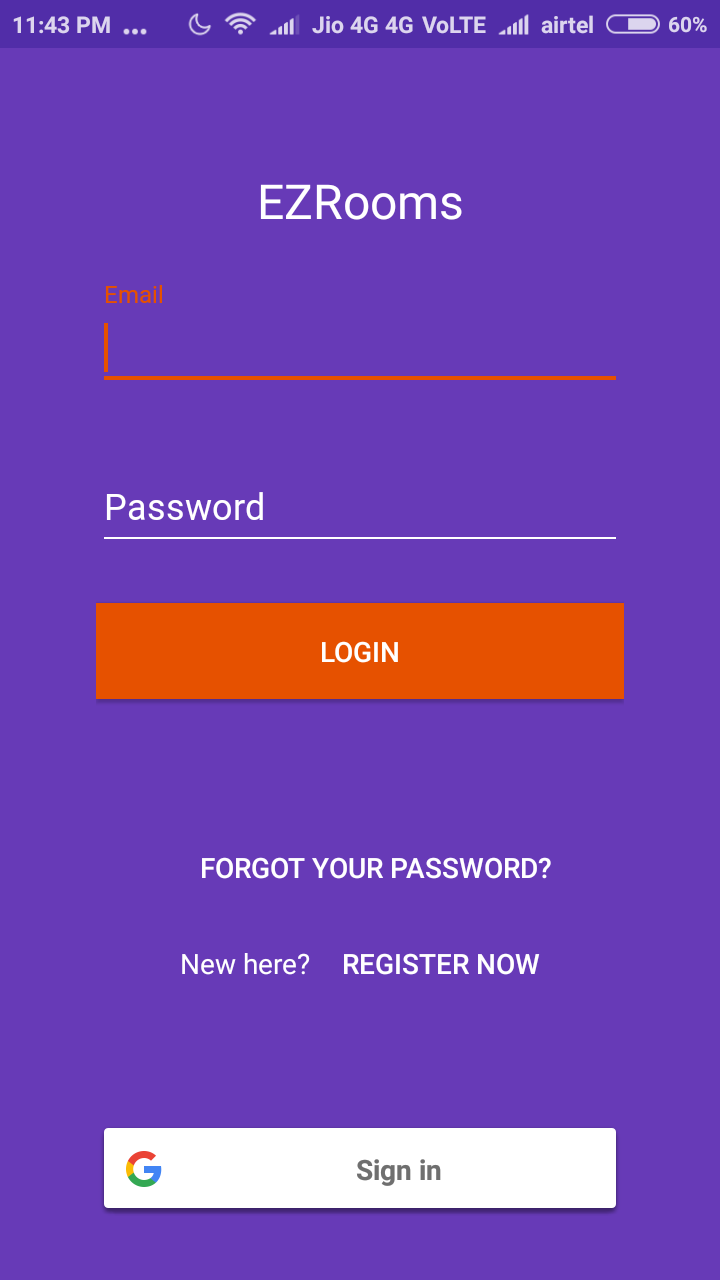 11:43 PM ... Jio 4G 4G VoLTE airtel 60%
EZRooms
Email
Password
LOGIN
FORGOT YOUR PASSWORD?
New here? REGISTER NOW
Sign in